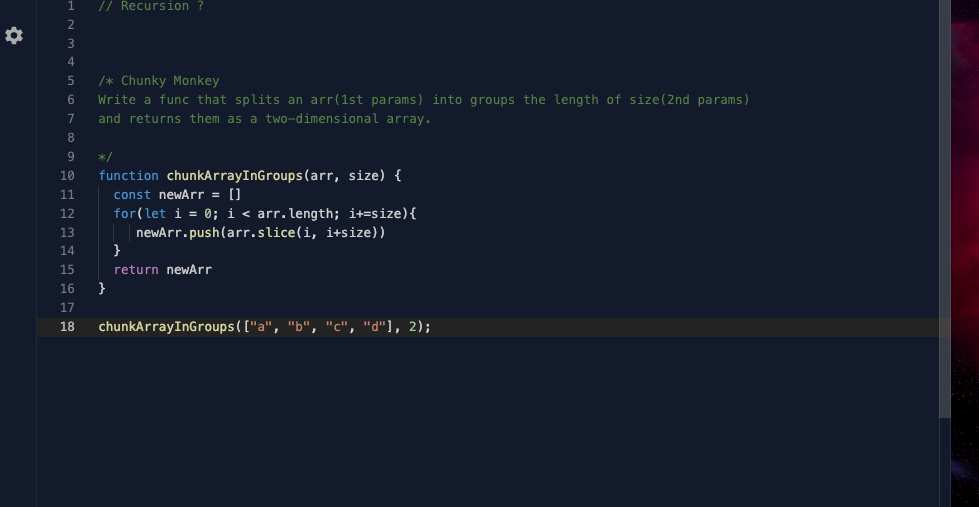 1 // Recursion ?
2
3
4
5 /* Chunky Monkey
6 Write a func that splits an arr(1st params) into groups the length of size(2nd params)
7 and returns them as a two-dimensional array.
8
9 */
10 function chunkArrayInGroups(arr, size) {
11 const newArr = []
12 for(let i = 0; i < arr.length; i+=size){
13 newArr.push(arr.slice(i, i+size))
14 }
15 return newArr
16 }
17
18 chunkArrayInGroups(["a", "b", "c", "d"], 2);